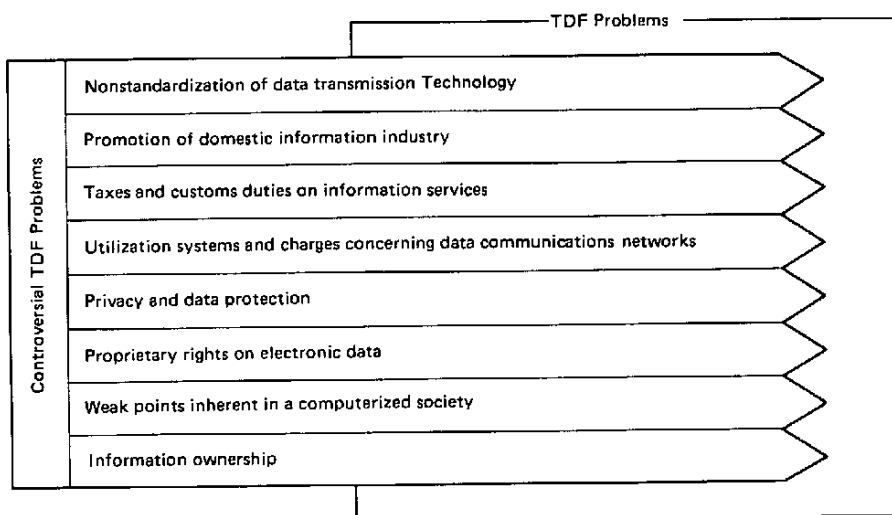 TDF Problems
Controversial TDF Problems
Nonstandardization of data transmission Technology
Promotion of domestic information industry
Taxes and customs duties on information services
Utilization systems and charges concerning data communications networks
Privacy and data protection
Proprietary rights on electronic data
Weak points inherent in a computerized society
Information ownership